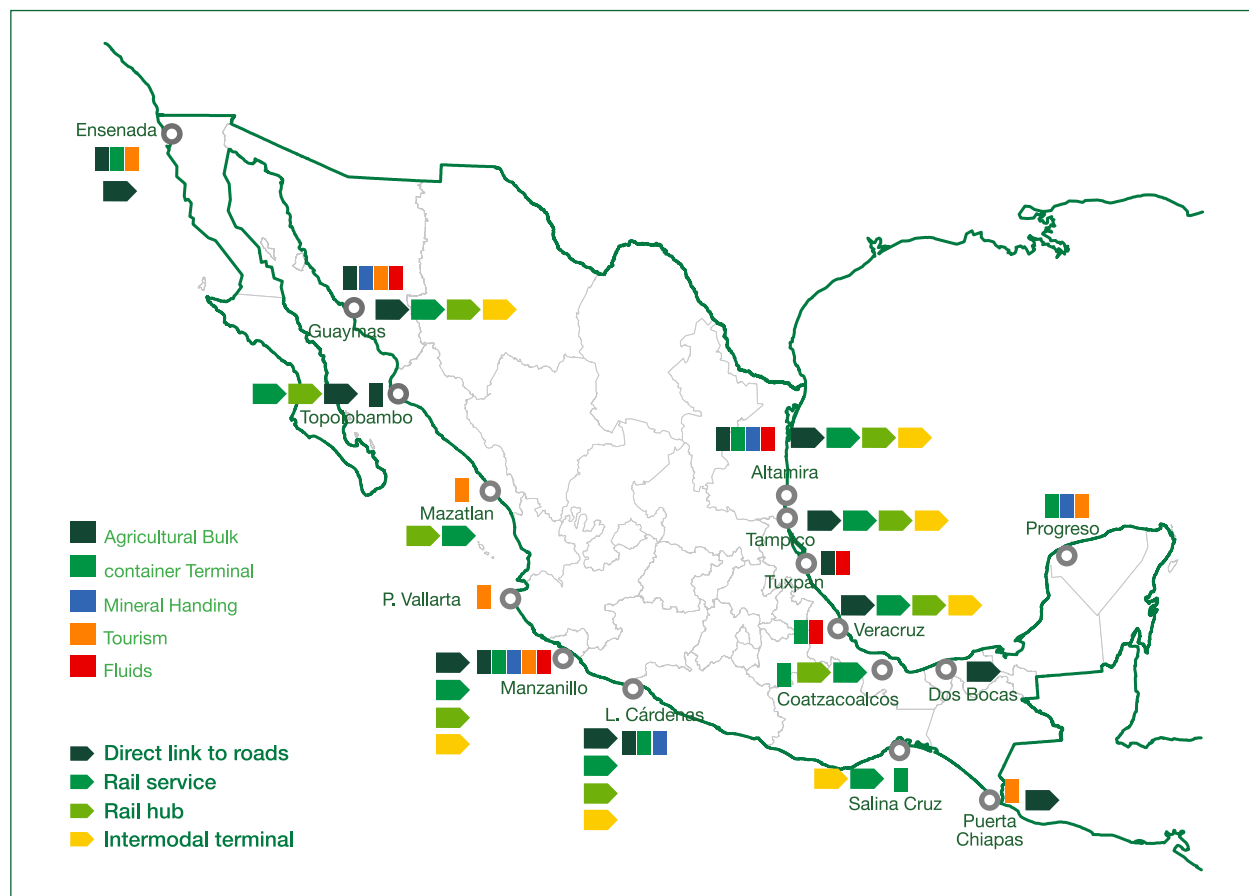 Ensenada
Guaymas
Topolobambo
Altamira
Mazatlan
Tampico
Progreso
Agricultural Bulk
container Terminal
Tuxpan
Mineral Handing
P. Vallarta
Tourism
Veracruz
Fluids
Manzanillo
Coatzacoalcos
Dos Bocas
L. Cárdenas
Direct link to roads
Rail service
Salina Cruz
Rail hub
Puerta
Chiapas
Intermodal terminal